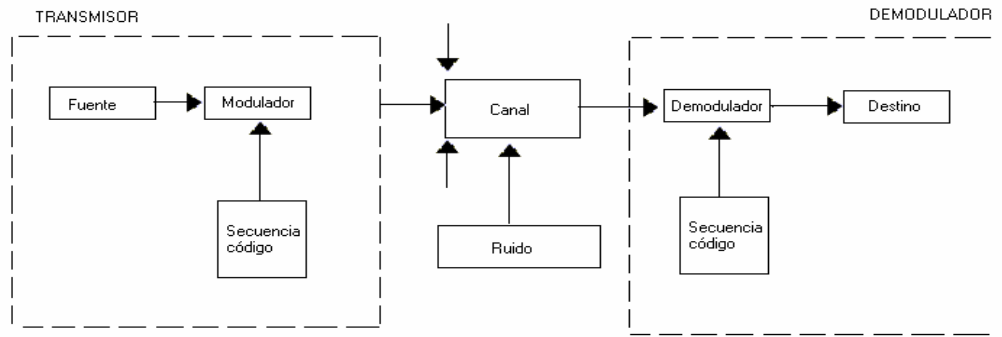 TRANSMISOR
DEMODULADOR
Fuente
Modulador
Canal
Demodulador
Destino
Secuencia
código
Ruido
Secuencia
código